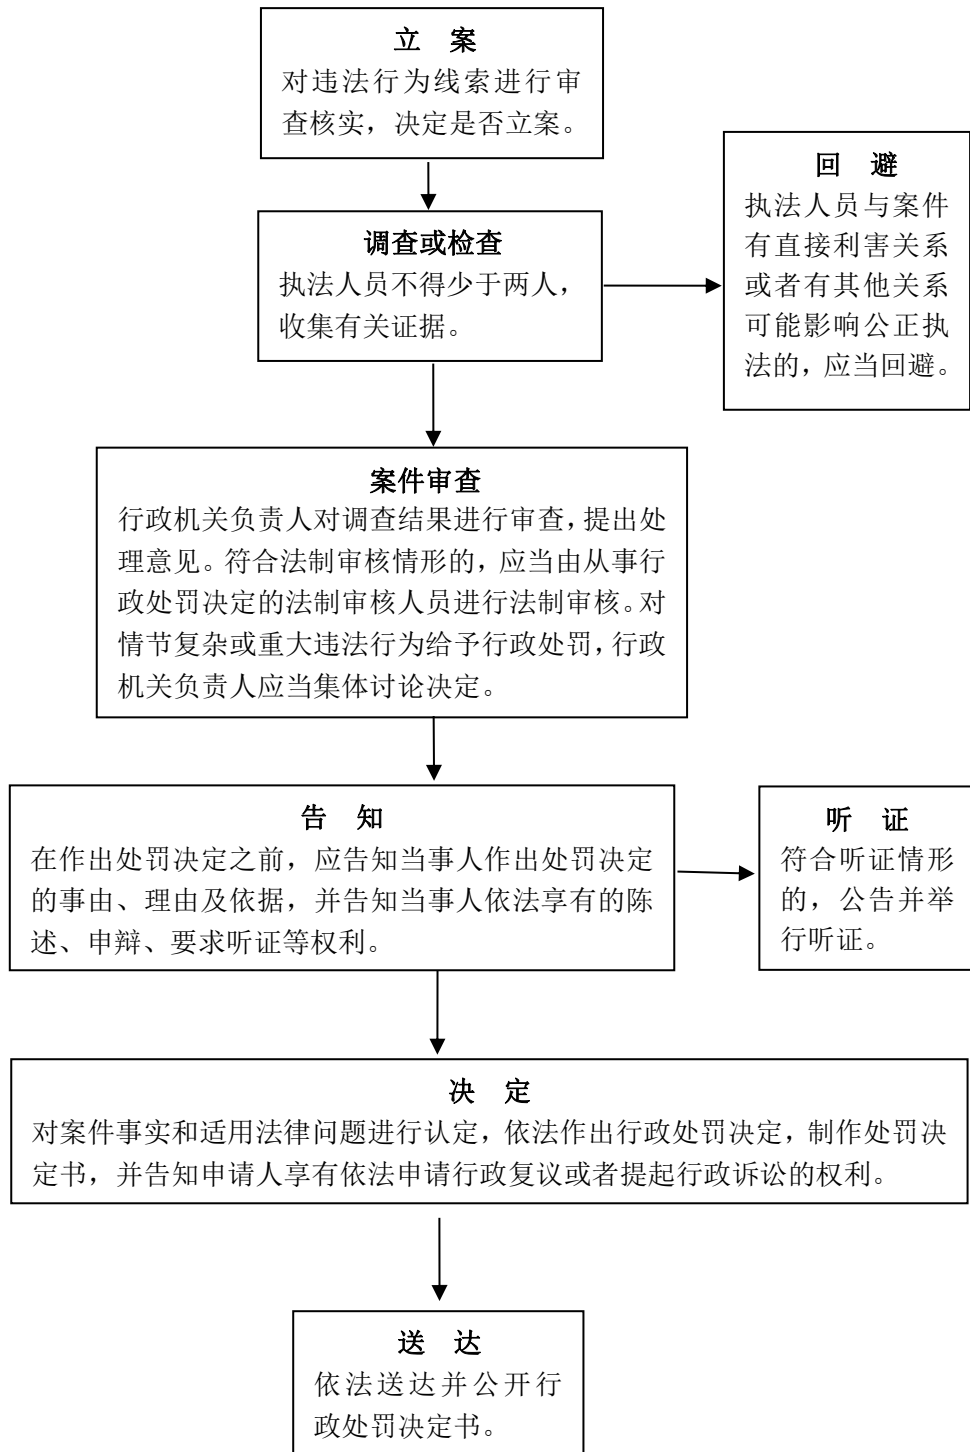 立 案
对违法行为线索进行审
查核实，决定是否立案。
调查或检查
执法人员不得少于两人，
收集有关证据。
回 避
执法人员与案件
有直接利害关系
或者有其他关系
可能影响公正执
法的，应当回避。
案件审查
行政机关负责人对调查结果进行审查，提出处
理意见。符合法制审核情形的，应当由从事行
政处罚决定的法制审核人员进行法制审核。对
情节复杂或重大违法行为给予行政处罚，行政
机关负责人应当集体讨论决定。
告 知
在作出处罚决定之前，应告知当事人作出处罚决定
的事由、理由及依据，并告知当事人依法享有的陈
述、申辩、要求听证等权利。
听 证
符合听证情形
的，公告并举
行听证。
决 定
对案件事实和适用法律问题进行认定，依法作出行政处罚决定，制作处罚决
定书，并告知申请人享有依法申请行政复议或者提起行政诉讼的权利。
送 达
依法送达并公开行
政处罚决定书。